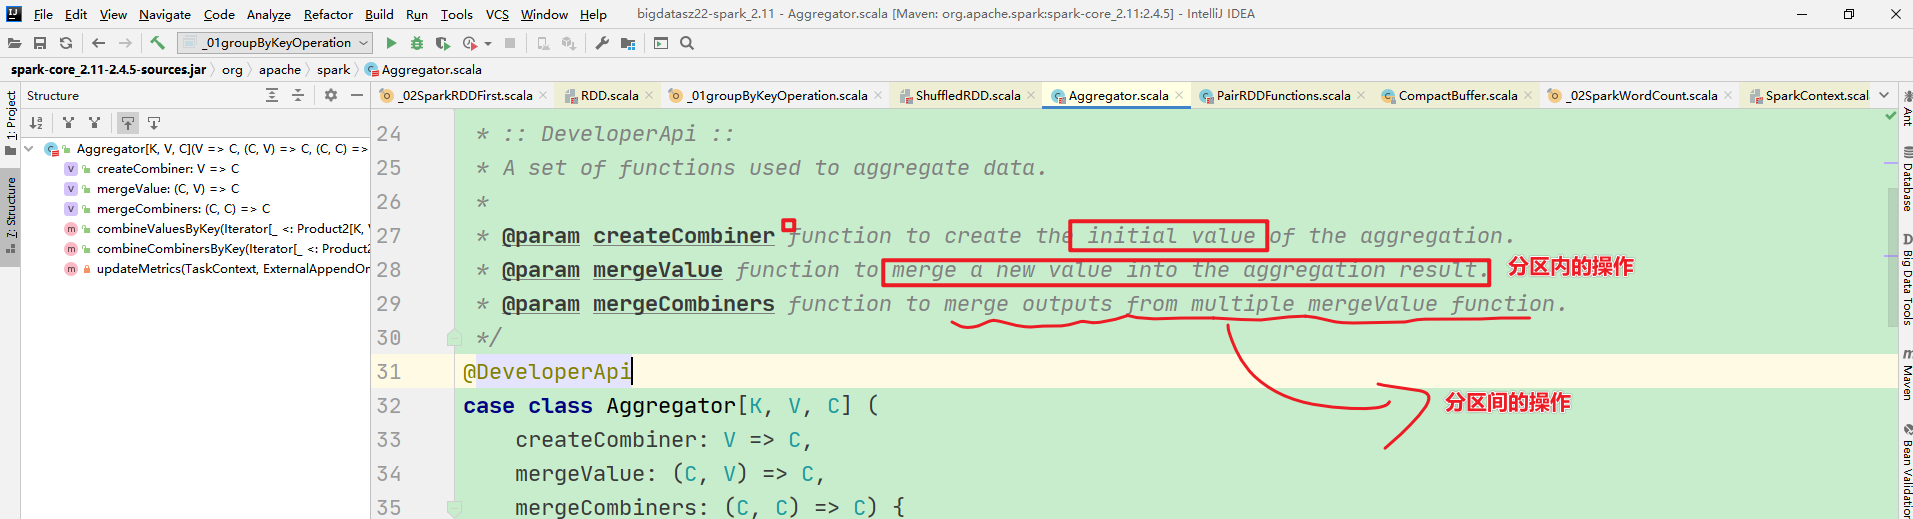 File Edit View Navigate Code Analyze Refactor Build Run Tools VCS Window Help bigdatasz22-spark_2.11 - Aggregator.scala [Maven: org.apache.spark:spark-core_2.11:2.4.5] - IntelliJ IDEA
_01groupByKeyOperation
spark-core_2.11-2.4.5-sources.jar org apache spark Aggregator.scala
Structure
_02SparkRDDFirst.scala RDD.scala _01groupByKeyOperation.scala ShuffledRDD.scala Aggregator.scala PairRDDFunctions.scala CompactBuffer.scala _02SparkWordCount.scala SparkContext.scal
Aggregator[K, V, C](V => C, (C, V) => C, (C, C) =>
createCombiner: V => C
mergeValue: (C, V) => C
mergeCombiners: (C, C) => C
combineValuesByKey(Iterator[_ <: Product2[K, V
combineCombinersByKey(Iterator[_ <: Product2
updateMetrics(TaskContext, ExternalAppendOn
1: Project
7: Structure
24 * :: DeveloperApi ::
25 * A set of functions used to aggregate data.
26 *
27 * @param createCombiner function to create the initial value of the aggregation.
28 * @param mergeValue function to merge a new value into the aggregation result. 分区内的操作
29 * @param mergeCombiners function to merge outputs from multiple mergeValue function.
30 */
31 @DeveloperApi
分区间的操作
32 case class Aggregator[K, V, C] (
33 createCombiner: V => C,
34 mergeValue: (C, V) => C,
35 mergeCombiners: (C, C) => C) {
Ant
Database
Big Data Tools
Maven
Bean Validation